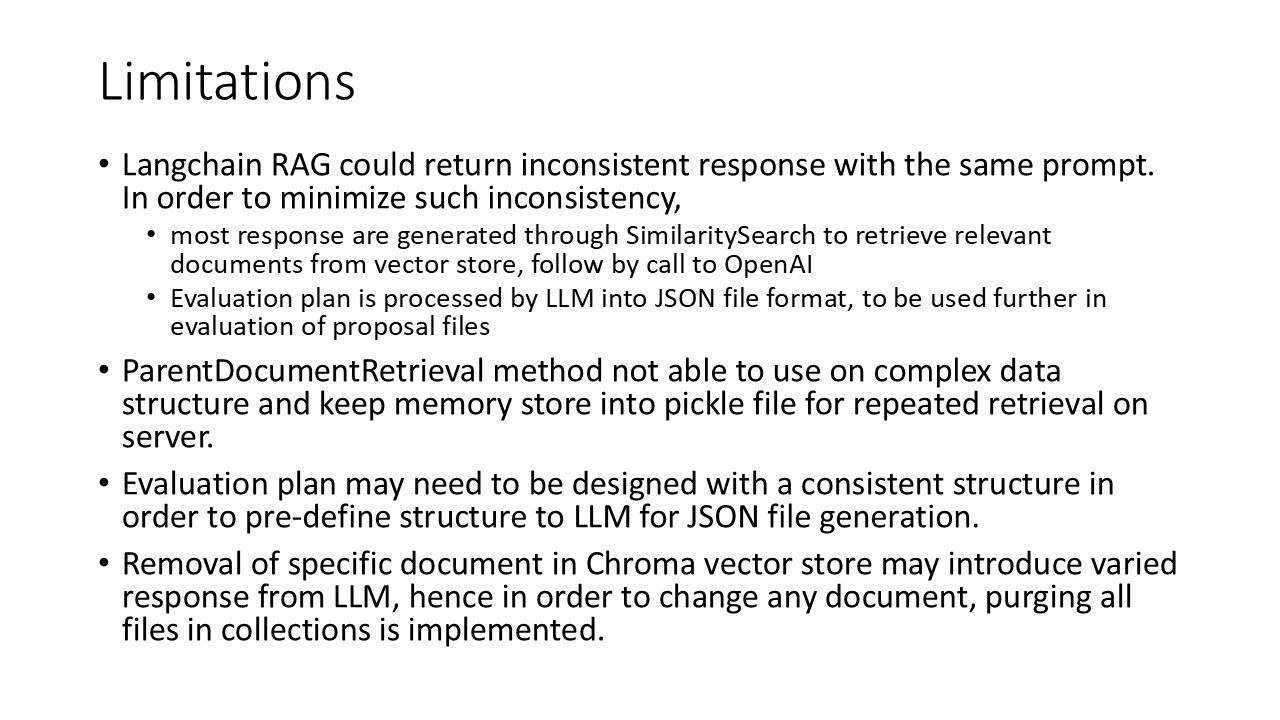 Limitations
• Langchain RAG could return inconsistent response with the same prompt.
In order to minimize such inconsistency,
• most response are generated through SimilaritySearch to retrieve relevant
documents from vector store, follow by call to OpenAI
• Evaluation plan is processed by LLM into JSON file format, to be used further in
evaluation of proposal files
• ParentDocumentRetrieval method not able to use on complex data
structure and keep memory store into pickle file for repeated retrieval on
server.
• Evaluation plan may need to be designed with a consistent structure in
order to pre-define structure to LLM for JSON file generation.
• Removal of specific document in Chroma vector store may introduce varied
response from LLM, hence in order to change any document, purging all
files in collections is implemented.